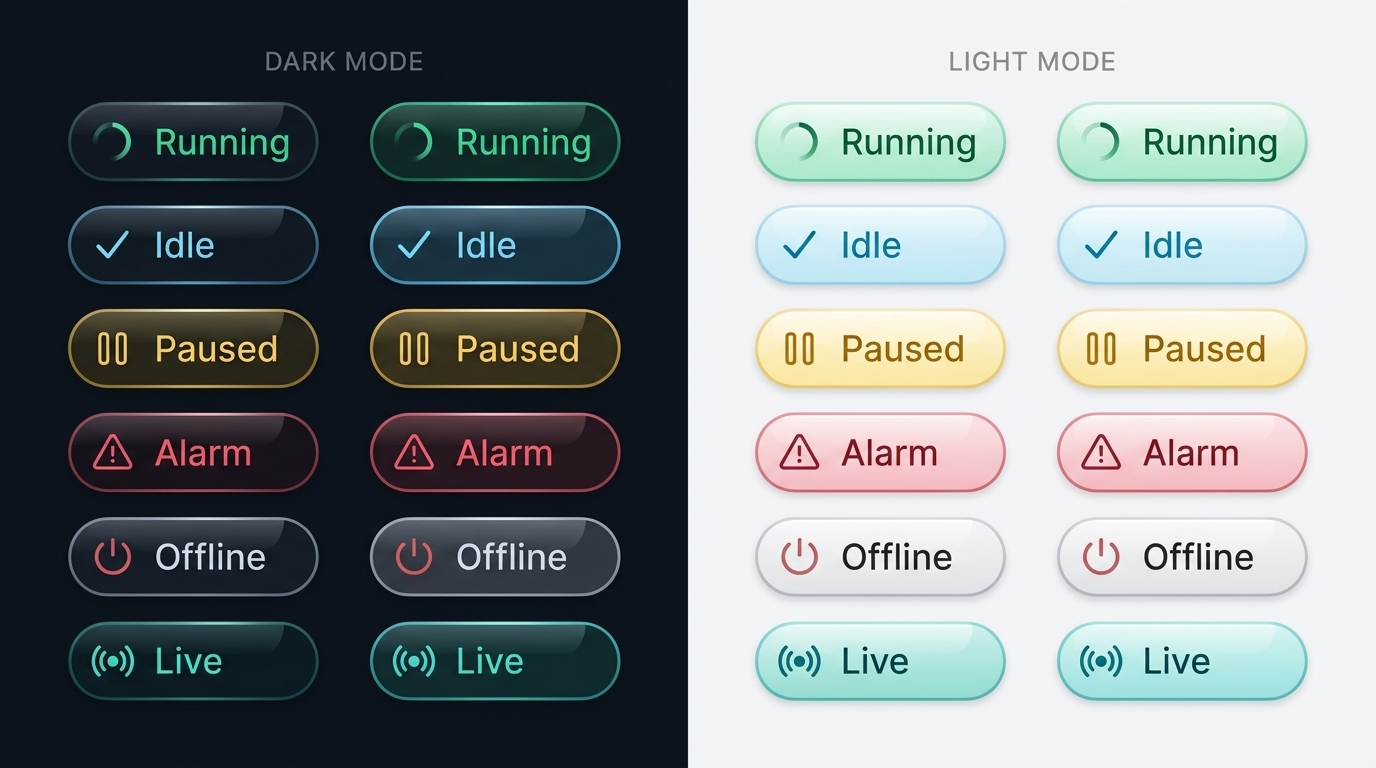 DARK MODE
Running
Running
Idle
Idle
Paused
Paused
Alarm
Alarm
Offline
Offline
Live
Live
LIGHT MODE
Running
Running
Idle
Idle
Paused
Paused
Alarm
Alarm
Offline
Offline
Live
Live